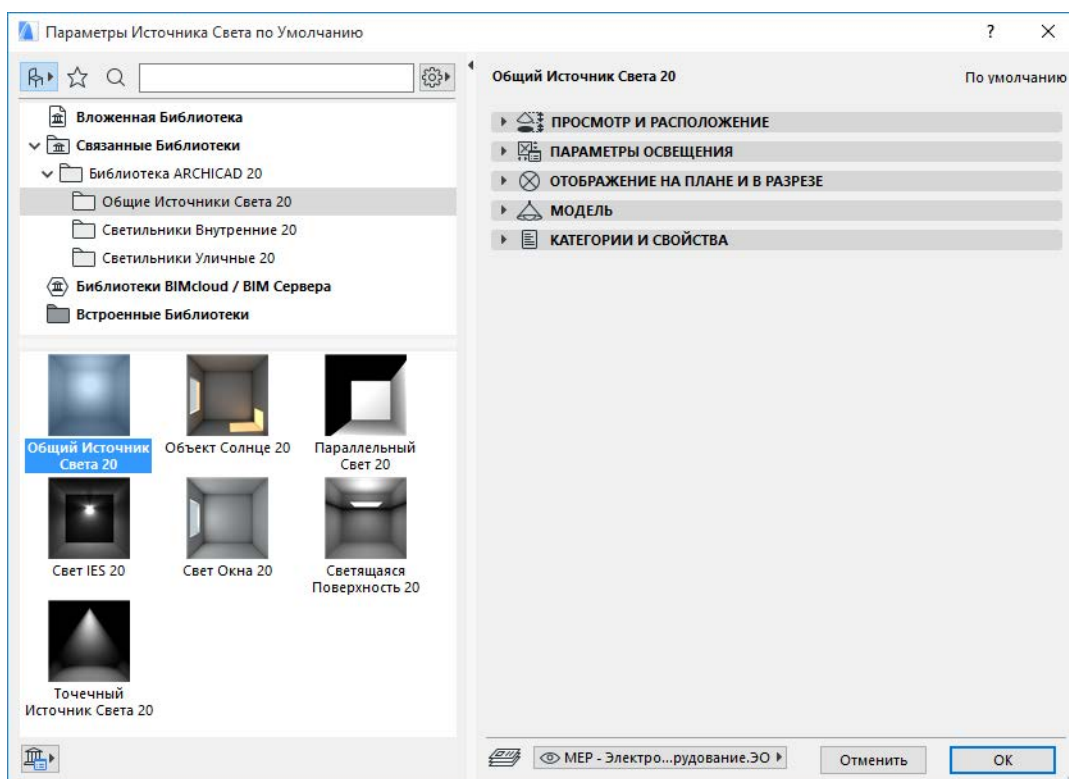 Параметры Источника Света по Умолчанию
?
Вложенная Библиотека
Связанные Библиотеки
Библиотека ARCHICAD 20
Общие Источники Света 20
Светильники Внутренние 20
Светильники Уличные 20
Библиотеки BIMcloud / BIM Сервера
Встроенные Библиотеки
Общий Источник
Света 20
Объект Солнце 20
Параллельный
Свет 20
Свет IES 20
Свет Окна 20
Светящаяся
Поверхность 20
Точечный
Источник Света 20
Общий Источник Света 20
По умолчанию
ПРОСМОТР И РАСПОЛОЖЕНИЕ
ПАРАМЕТРЫ ОСВЕЩЕНИЯ
ОТОБРАЖЕНИЕ НА ПЛАНЕ И В РАЗРЕЗЕ
МОДЕЛЬ
КАТЕГОРИИ И СВОЙСТВА
МЕР - Электро...рудование.ЭО
Отменить
ОК